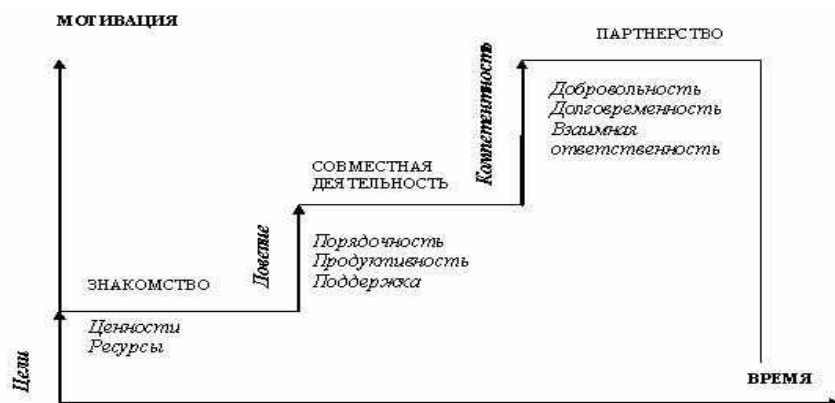 МОТИВАЦИЯ
ПАРТНЕРСТВО
Компетентность
Добровольность
Долговременность
Взаимная
ответственность
СОВМЕСТНАЯ
ДЕЯТЕЛЬНОСТЬ
Доверие
Порядочность
Продуктивность
Поддержка
ЗНАКОМСТВО
Ценности
Ресурсы
Цели
ВРЕМЯ